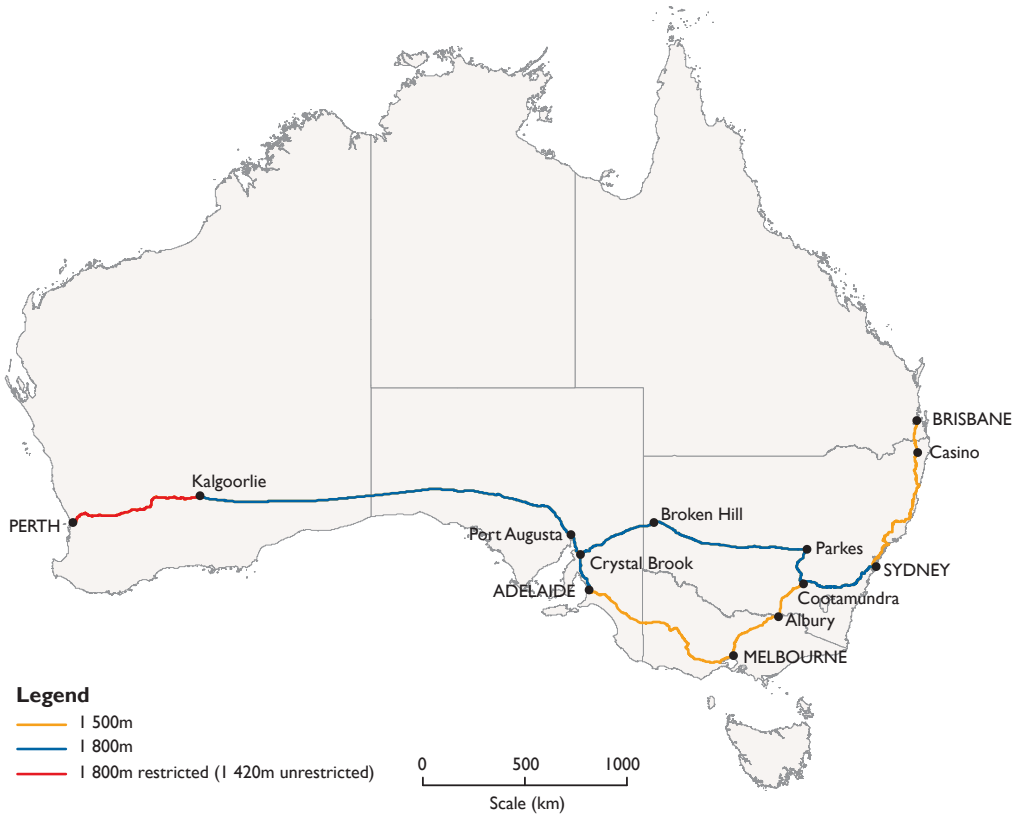 BRISBANE
Casino
Kalgoorlie
Broken Hill
PERTH
Port Augusta
Parkes
Crystal Brook
SYDNEY
ADELAIDE
Cootamundra
Albury
MELBOURNE
Legend
1 500m
1 800m
1 800m restricted (1 420m unrestricted)
0 500 1000
Scale (km)